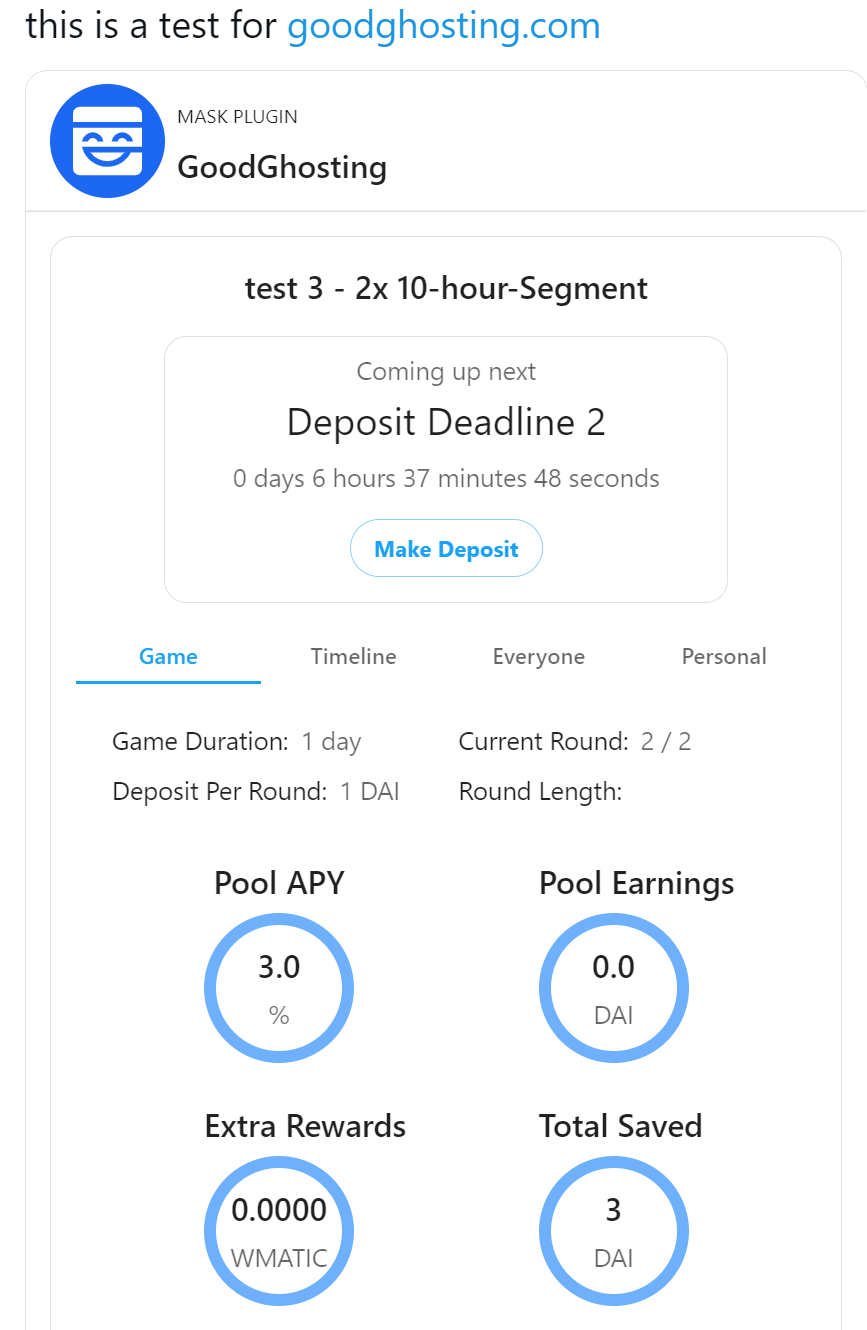 this is a test for goodghosting.com
MASK PLUGIN
GoodGhosting
test 3 - 2x 10-hour-Segment
Coming up next
Deposit Deadline 2
0 days 6 hours 37 minutes 48 seconds
Make Deposit
Game Timeline Everyone Personal
Game Duration: 1 day Current Round: 2 / 2
Deposit Per Round: 1 DAI Round Length:
Pool APY Pool Earnings
3.0 0.0
% DAI
Extra Rewards Total Saved
0.0000 3
WMATIC DAI